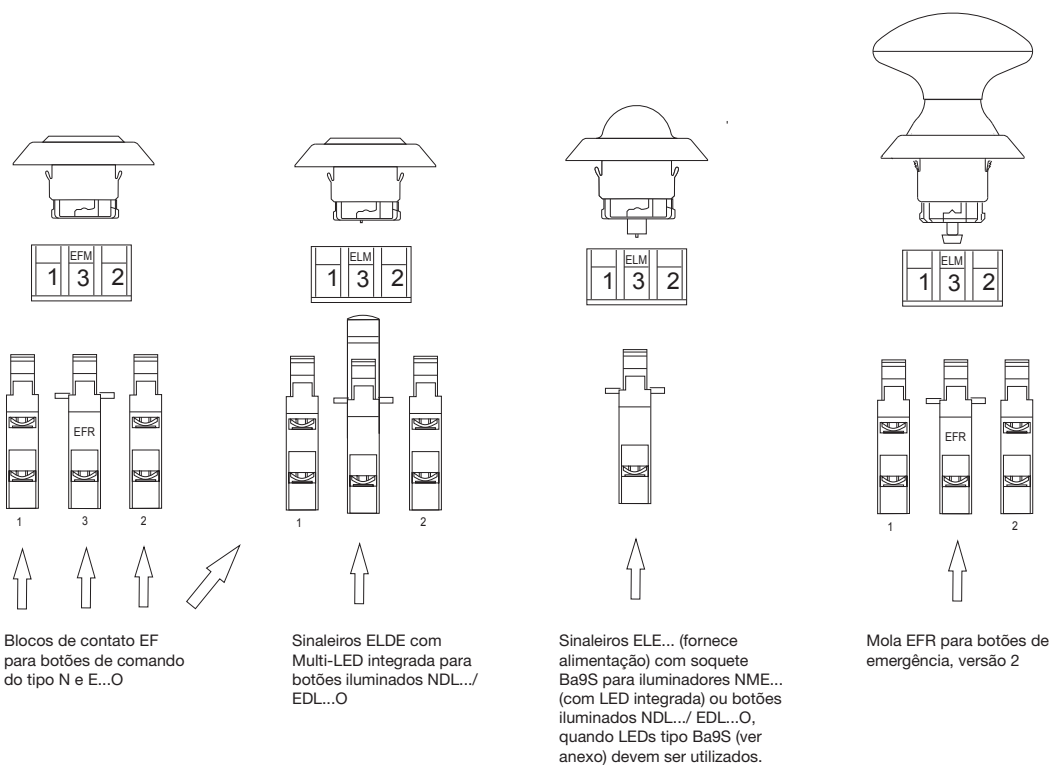 EFM
1 3 2
ELM
1 3 2
ELM
1 3 2
ELM
1 3 2
EFR
EFR
1
3
2
1
2
1
2
Blocos de contato EF
para botões de comando
do tipo N e E...O
Sinaleiros ELDE com
Multi-LED integrada para
botões iluminados NDL.../
EDL...O
Sinaleiros ELE... (fornece
alimentação) com soquete
Ba9S para iluminadores NME...
(com LED integrada) ou botões
iluminados NDL.../ EDL...O,
quando LEDs tipo Ba9S (ver
anexo) devem ser utilizados.
Mola EFR para botões de
emergência, versão 2